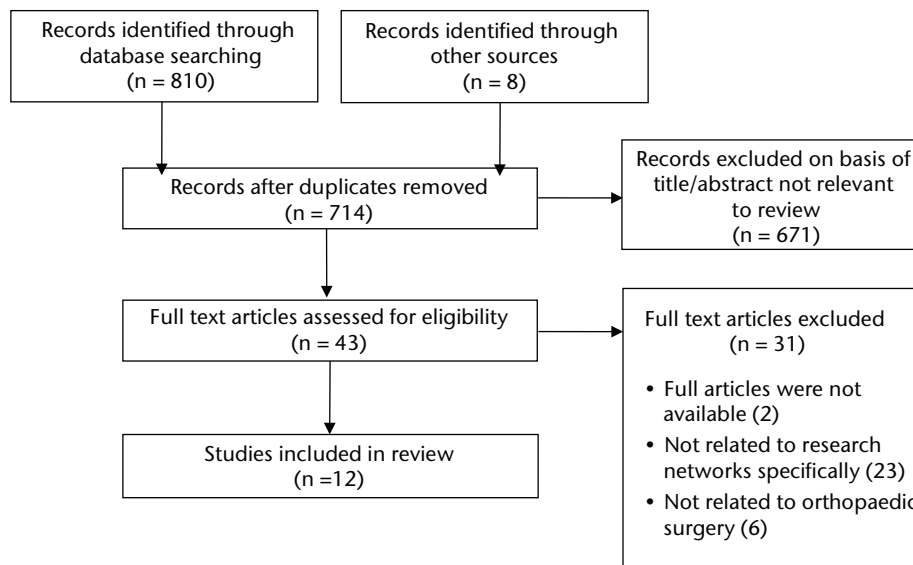 Records identified through
database searching
(n = 810)
Records identified through
other sources
(n = 8)
Records after duplicates removed
(n = 714)
Records excluded on basis of
title/abstract not relevant
to review
(n = 671)
Full text articles assessed for eligibility
(n = 43)
Full text articles excluded
(n = 31)
• Full articles were not
available (2)
• Not related to research
networks specifically (23)
• Not related to orthopaedic
surgery (6)
Studies included in review
(n =12)